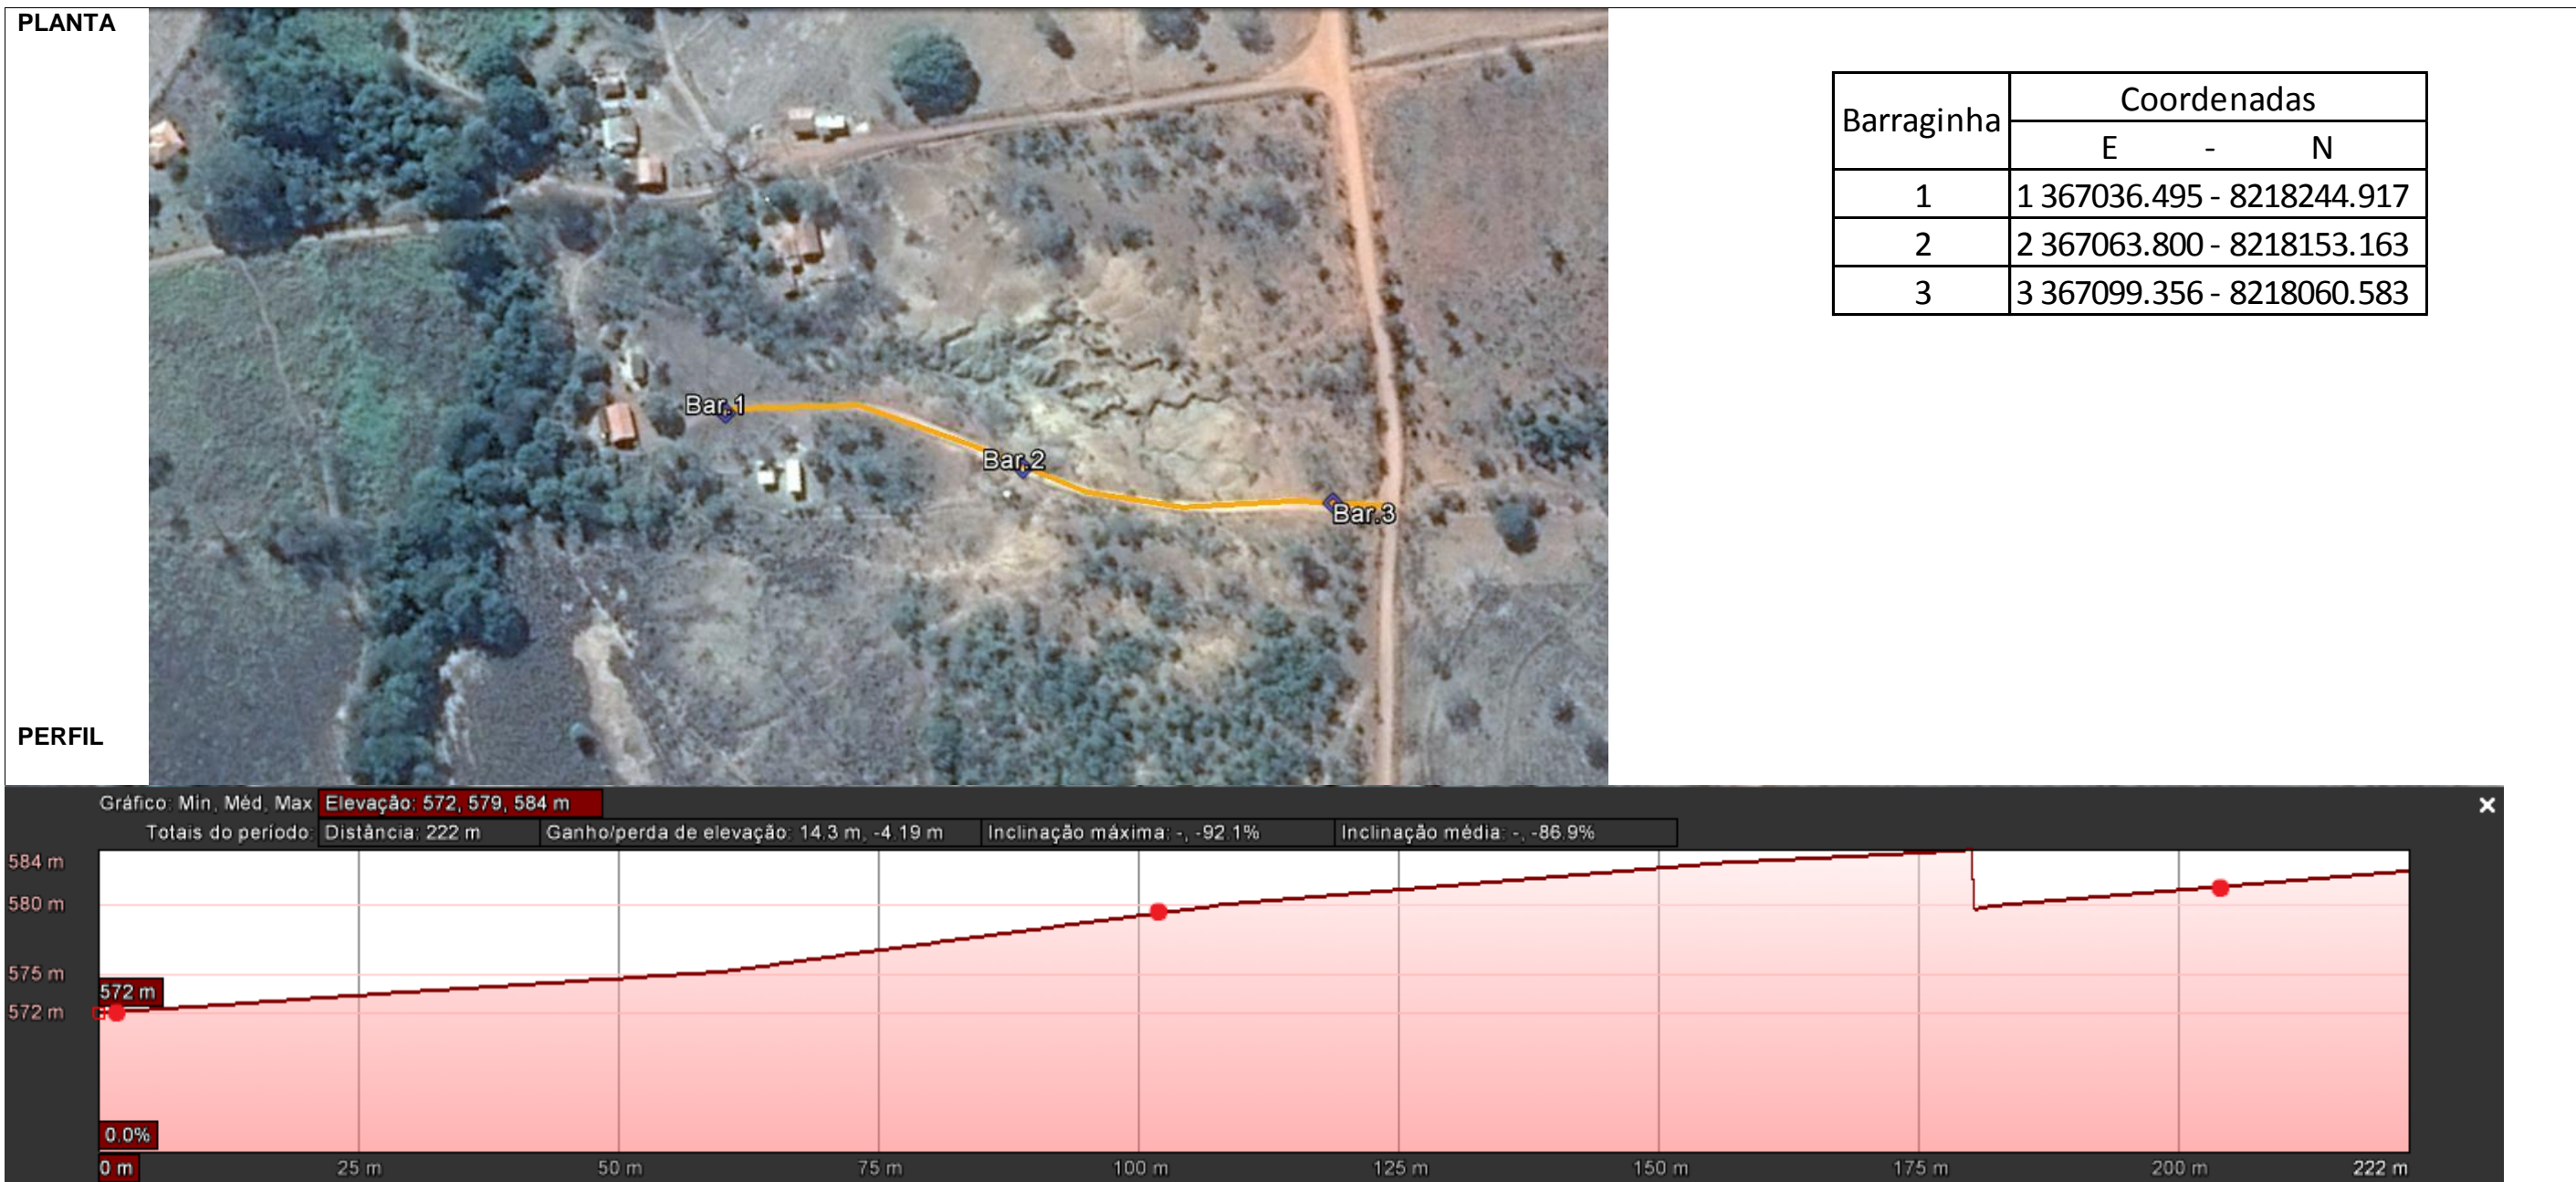 PLANTA
Barraginha
Coordenadas
E - N
1 1 367036.495 - 8218244.917
2 2 367063.800 - 8218153.163
3 3 367099.356 - 8218060.583
Bar.1
Bar.2
Bar.3
PERFIL
Gráfico: Mín, Méd, Max Elevação: 572, 579, 584 m
Totais do período: Distância: 222 m Ganho/perda de elevação: 14.3 m, -4.19 m Inclinação máxima: -, -92.1% Inclinação média: -, -86.9%
584 m
580 m
575 m
572 m
572 m
0.0%
0 m 25 m 50 m 75 m 100 m 125 m 150 m 175 m 200 m 222 m